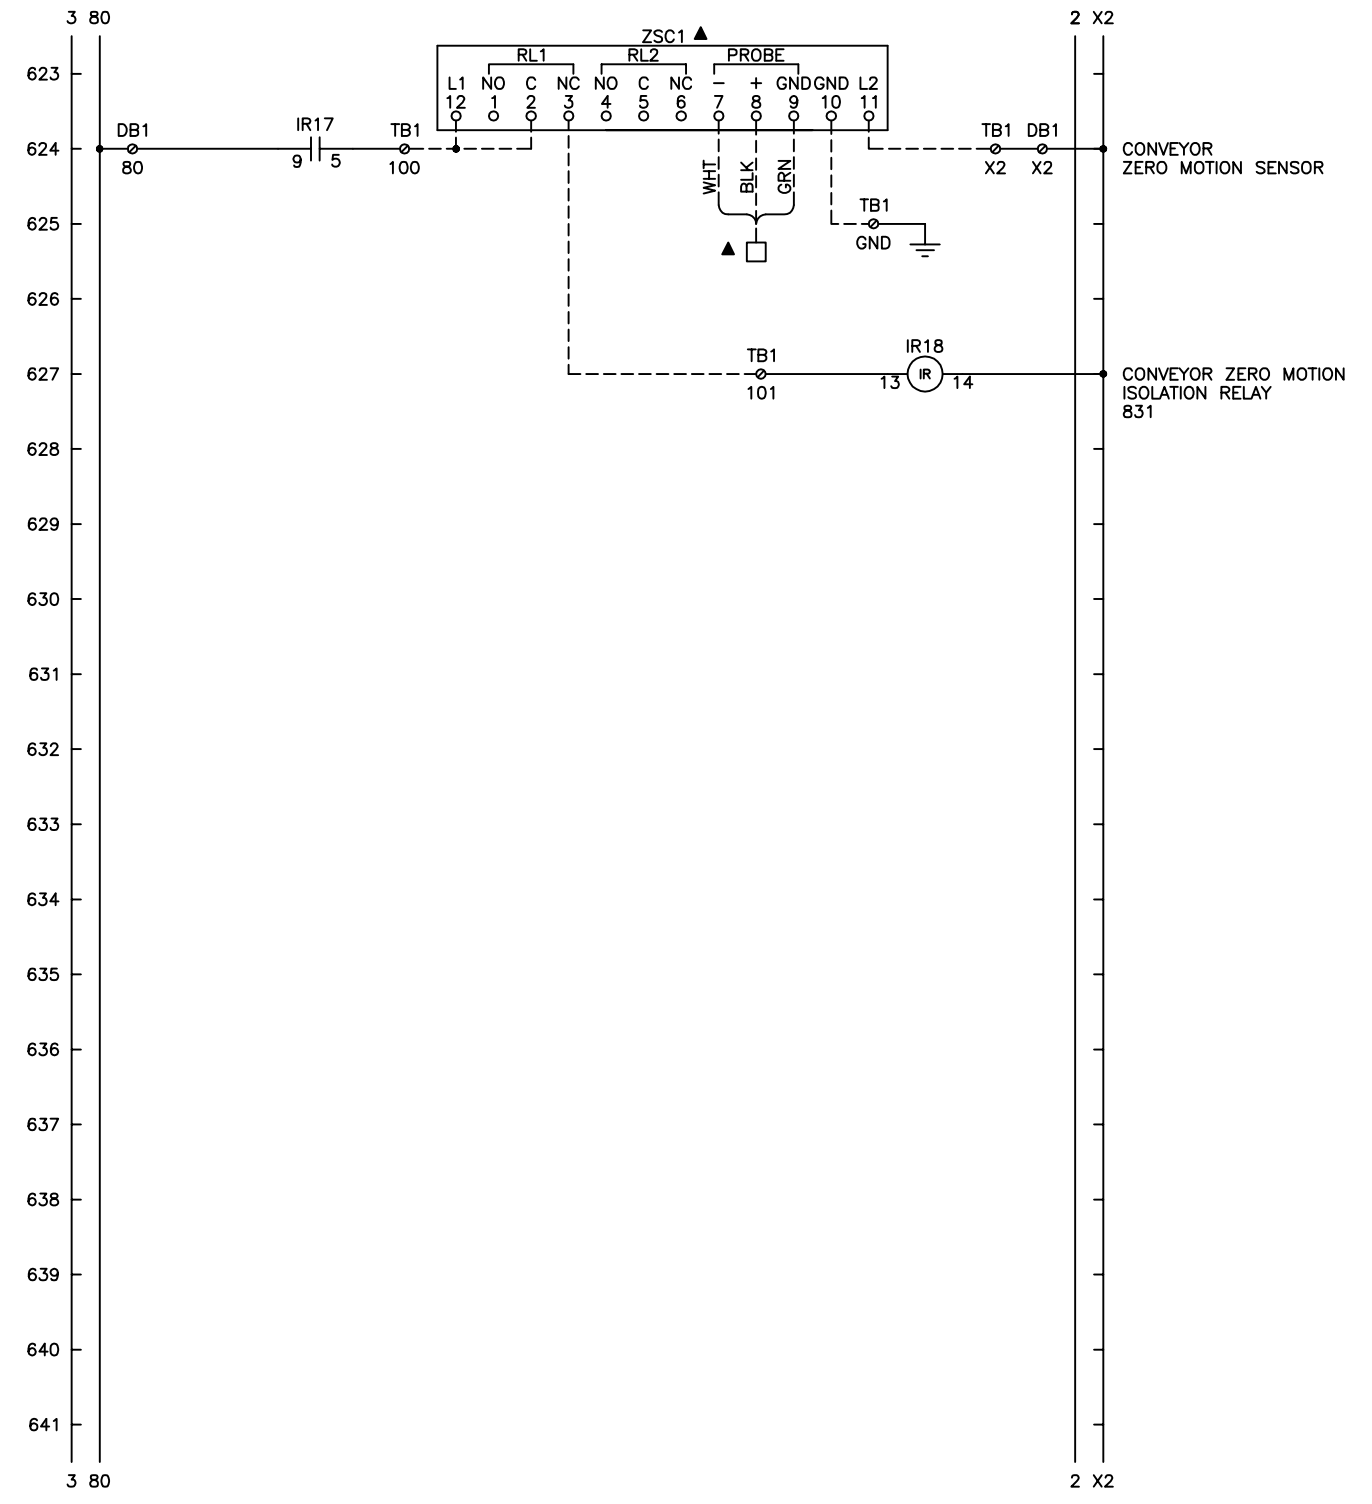 3 80 2 X2
ZSC1
RL1 RL2 PROBE
623 L1 NO C NC NO C NC − + GND GND L2
12 1 2 3 4 5 6 7 8 9 10 11
DB1 IR17 TB1 TB1 DB1
624 9 5 CONVEYOR
80 100 X2 X2 ZERO MOTION SENSOR
WHT BLK GRN
TB1
625
GND
626
TB1 IR18
627 13 IR 14 CONVEYOR ZERO MOTION
101 ISOLATION RELAY
831
628
629
630
631
632
633
634
635
636
637
638
639
640
641
3 80 2 X2